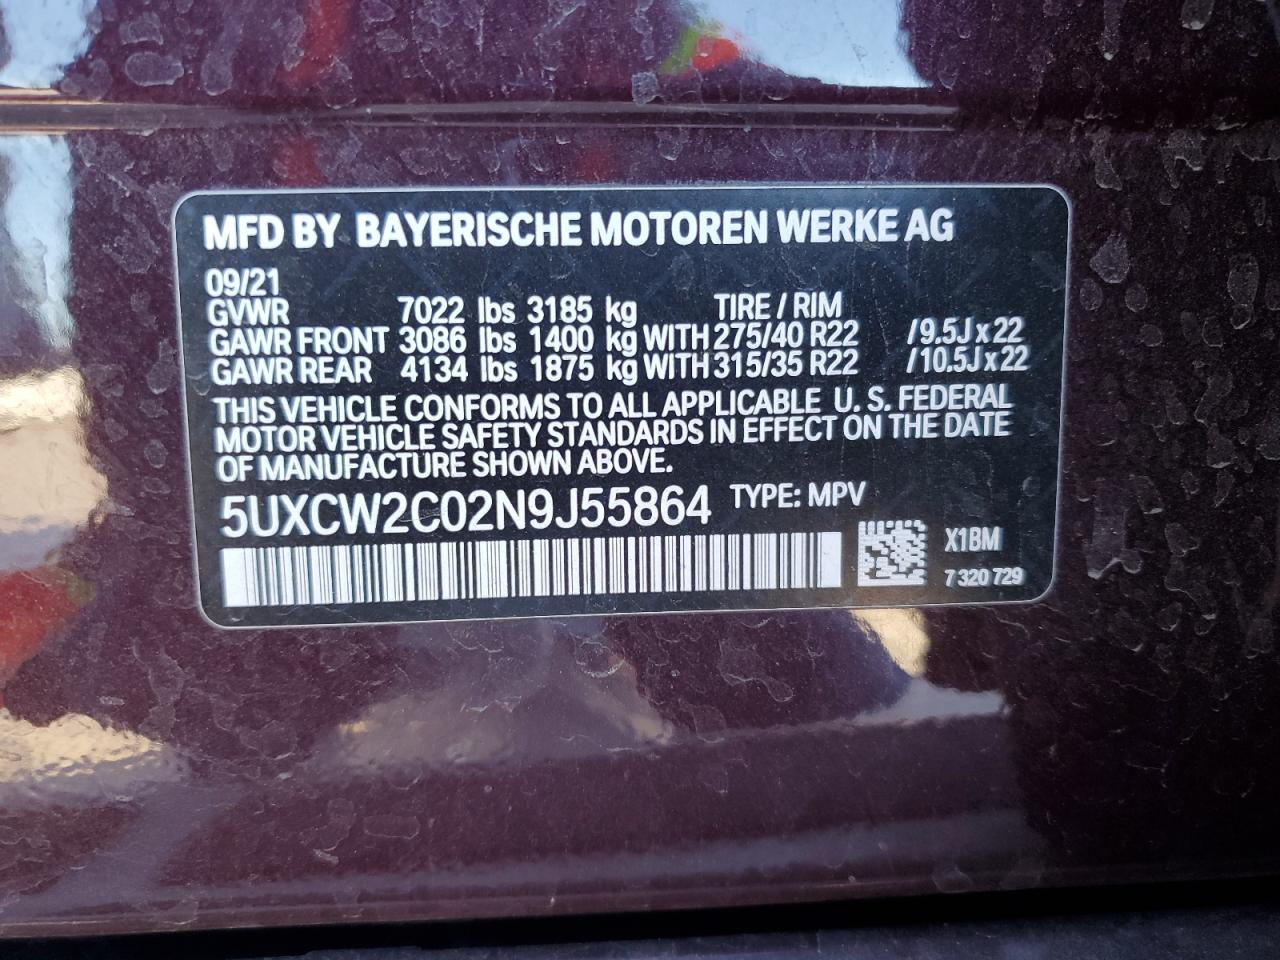 MFD BY BAYERISCHE MOTOREN WERKE AG
09/21
GVWR 7022 lbs 3185 kg TIRE / RIM
GAWR FRONT 3086 lbs 1400 kg WITH 275/40 R22 /9.5J x 22
GAWR REAR 4134 lbs 1875 kg WITH 315/35 R22 /10.5J x 22
THIS VEHICLE CONFORMS TO ALL APPLICABLE U. S. FEDERAL
MOTOR VEHICLE SAFETY STANDARDS IN EFFECT ON THE DATE
OF MANUFACTURE SHOWN ABOVE.
5UXCW2C02N9J55864 TYPE: MPV
X1BM
7 320 729